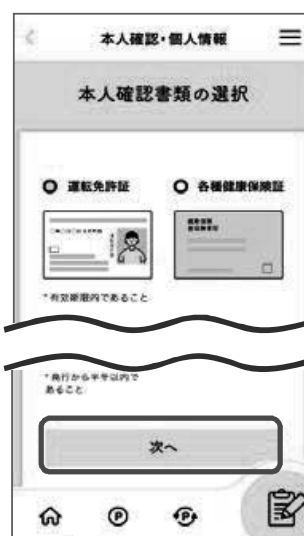 本人確認・個人情報
本人確認書類の選択
運転免許証
各種健康保険証
*有効期限内であること
*発行から半年以内で
あること
次へ